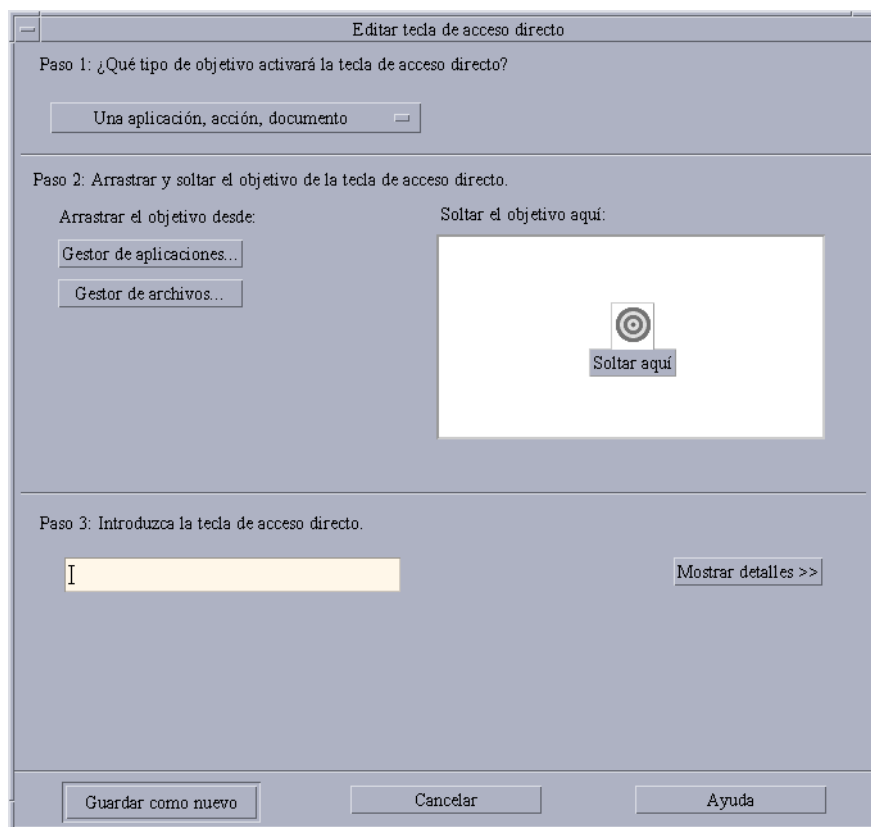 Editar tecla de acceso directo
Paso 1: ¿Qué tipo de objetivo activará la tecla de acceso directo?
Una aplicación, acción, documento
Paso 2: Arrastrar y soltar el objetivo de la tecla de acceso directo.
Arrastrar el objetivo desde:
Soltar el objetivo aquí:
Gestor de aplicaciones...
Gestor de archivos...
Soltar aquí
Paso 3: Introduzca la tecla de acceso directo.
Mostrar detalles >>
Guardar como nuevo
Cancelar
Ayuda